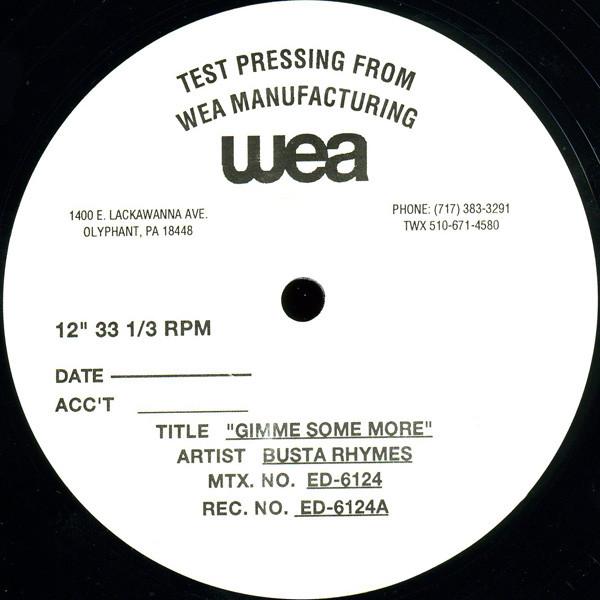 TEST PRESSING FROM
WEA MANUFACTURING
wea
1400 E. LACKAWANNA AVE.
OLYPHANT, PA 18448
PHONE: (717) 383-3291
TWX 510-671-4580
12" 33 1/3 RPM
DATE
ACC'T
TITLE "GIMME SOME MORE"
ARTIST BUSTA RHYMES
MTX. NO. ED-6124
REC. NO. ED-6124A